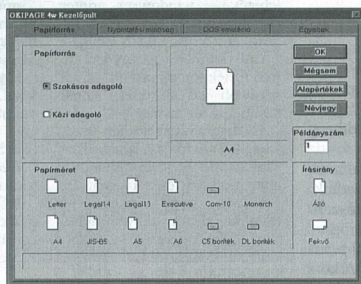 OKIPAGE 4w Kezelőpult
Papírforrás Nyomtatási minőség DOS emuláció Egyebek
Papírforrás
Szokásos adagoló
Kézi adagoló
A
A4
OK
Mégsem
Alapértékek
Névjegy
Példányszám
1
Papírméret
Letter Legal14 Legal13 Executive Com-10 Monarch
A4 JIS-B5 A5 A6 C5 boríték DL boríték
Írásirány
Álló
Fekvő